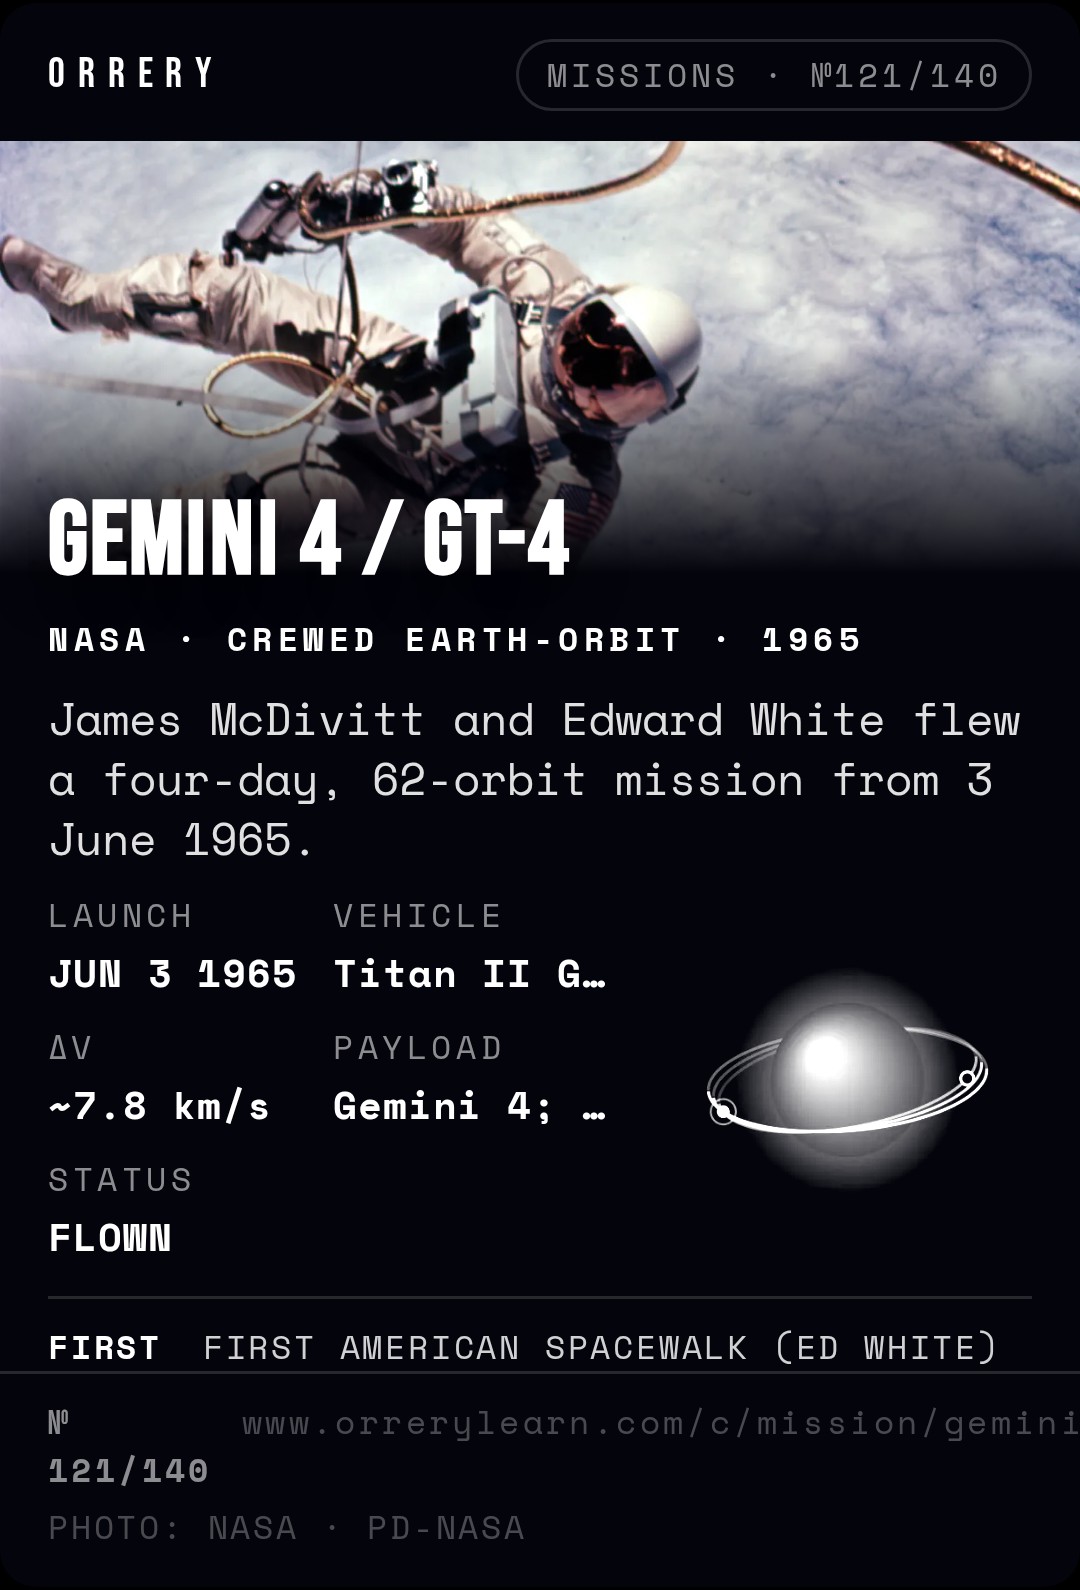 ORRERY
MISSIONS · №121/140
GEMINI 4 / GT-4
NASA · CREWED EARTH-ORBIT · 1965
James McDivitt and Edward White flew
a four-day, 62-orbit mission from 3
June 1965.
LAUNCH VEHICLE
JUN 3 1965 Titan II G…
ΔV PAYLOAD
~7.8 km/s Gemini 4; …
STATUS
FLOWN
FIRST FIRST AMERICAN SPACEWALK (ED WHITE)
№ www.orrerylearn.com/c/mission/gemini
121/140
PHOTO: NASA · PD-NASA